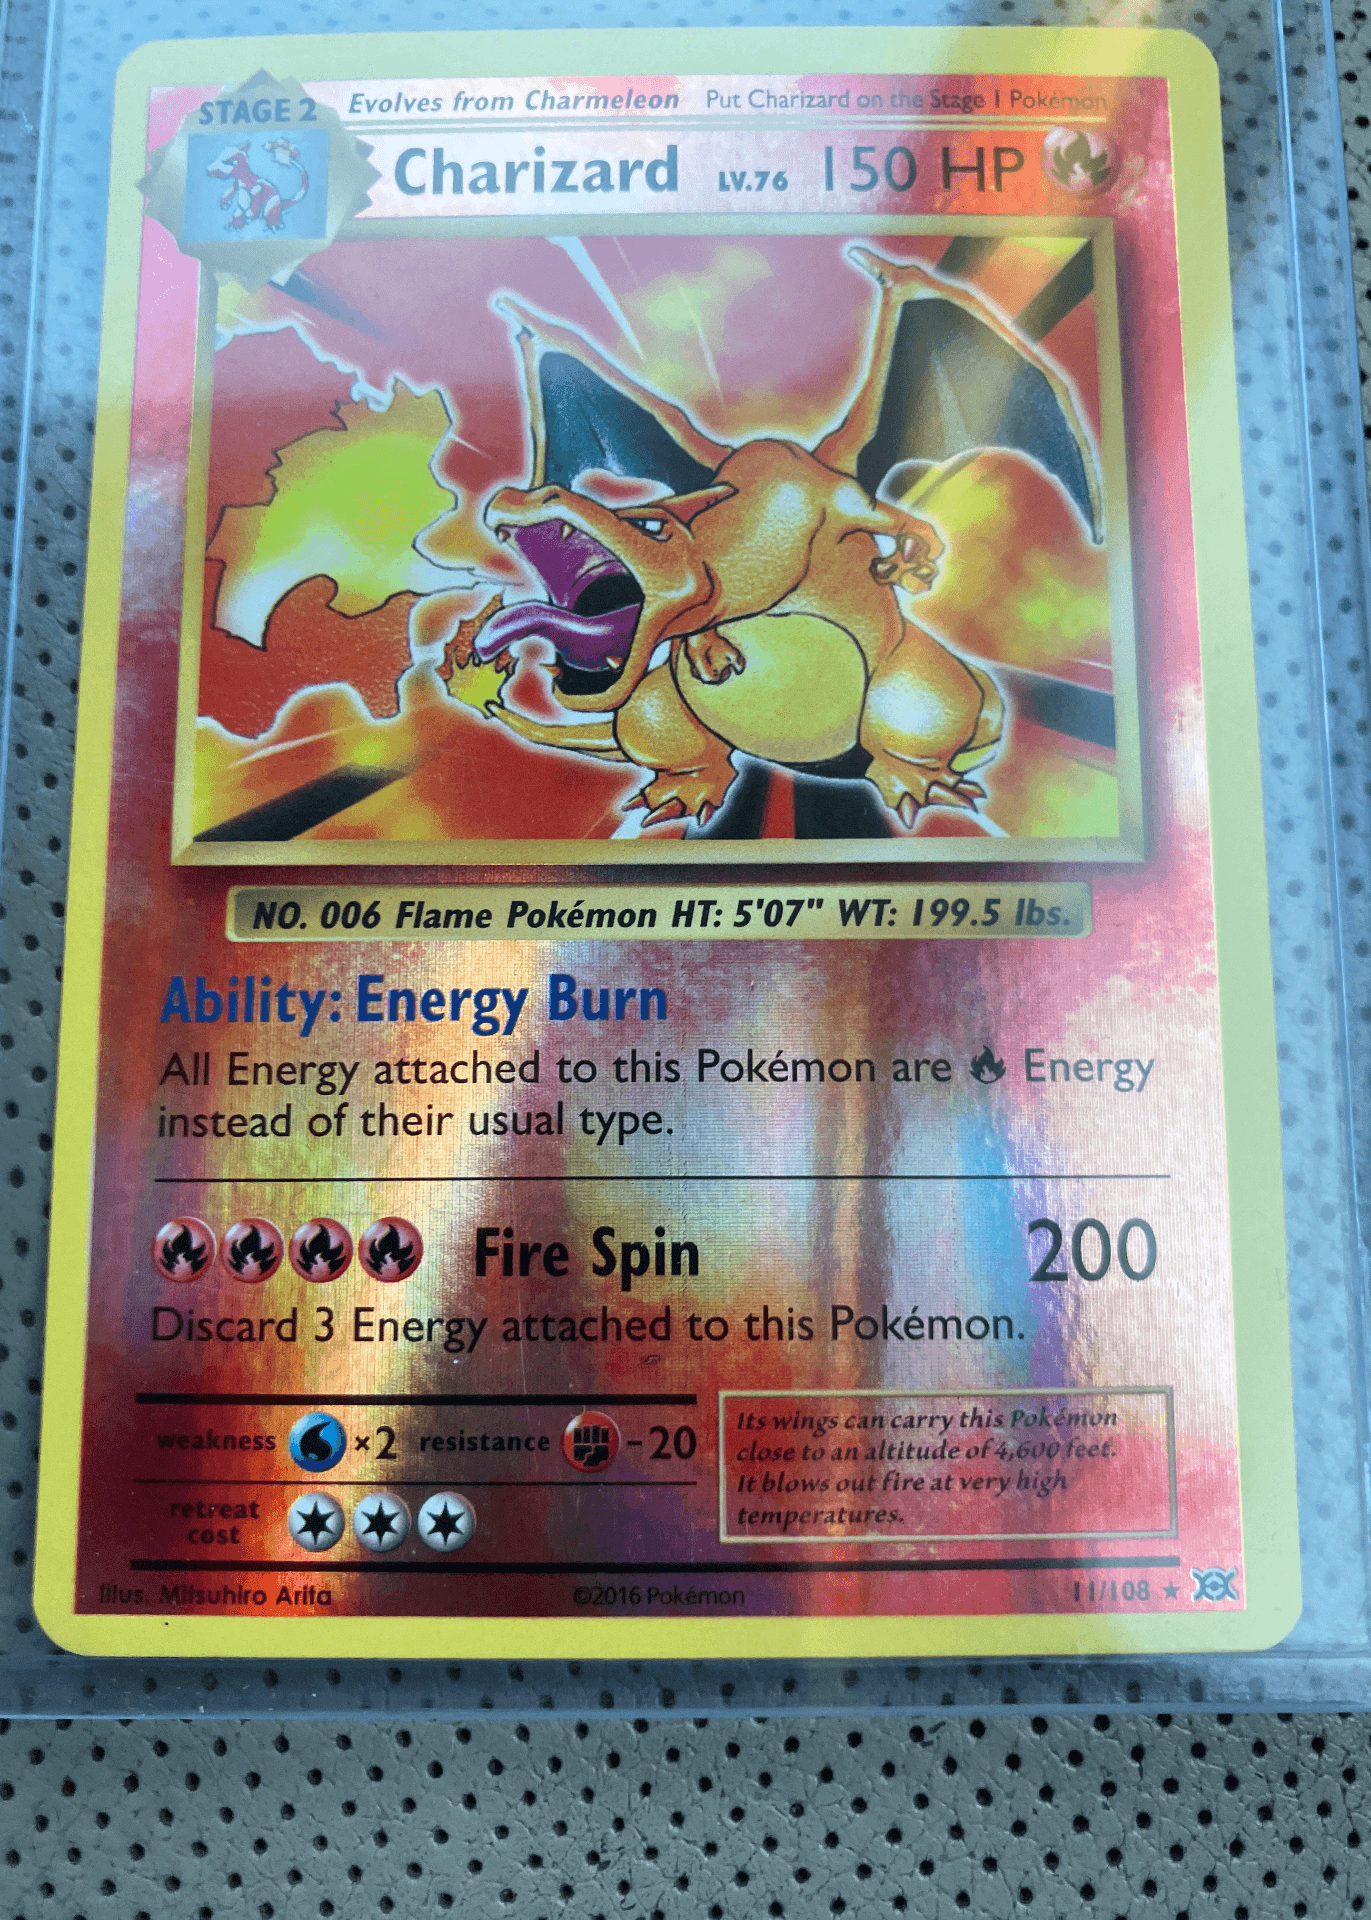 STAGE 2 Evolves from Charmeleon Put Charizard on the Stage 1 Pokémon
Charizard LV.76 150 HP
NO. 006 Flame Pokémon HT: 5'07" WT: 199.5 lbs.
Ability: Energy Burn
All Energy attached to this Pokémon are Energy
instead of their usual type.
Fire Spin 200
Discard 3 Energy attached to this Pokémon.
weakness ×2 resistance -20
retreat
cost
Its wings can carry this Pokémon
close to an altitude of 4,600 feet.
It blows out fire at very high
temperatures.
Illus. Mitsuhiro Arita ©2016 Pokémon 11/108 ★